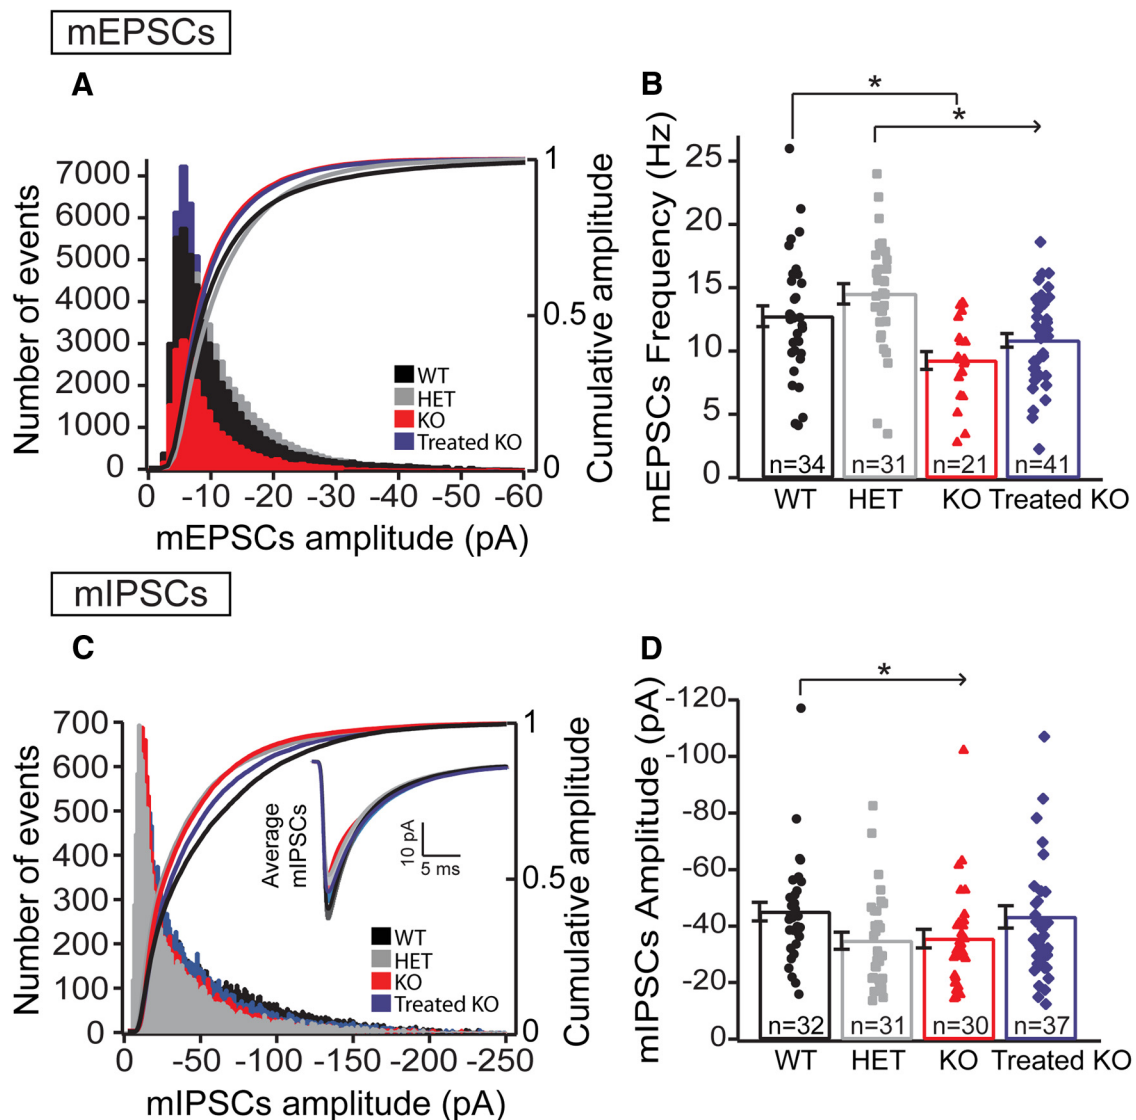 mEPSCs
A
Number of events
7000
6000
5000
4000
3000
2000
1000
0
1
0.5
0
Cumulative amplitude
WT
HET
KO
Treated KO
0 -10 -20 -30 -40 -50 -60
mEPSCs amplitude (pA)
B
mEPSCs Frequency (Hz)
*
*
25
20
15
10
5
0
n=34 n=31 n=21 n=41
WT HET KO Treated KO
mIPSCs
C
Number of events
700
600
500
400
300
200
100
0
1
0.5
0
Cumulative amplitude
Average
mIPSCs
10 pA
5 ms
WT
HET
KO
Treated KO
0 -50 -100 -150 -200 -250
mIPSCs amplitude (pA)
D
mIPSCs Amplitude (pA)
*
-120
-100
-80
-60
-40
-20
0
n=32 n=31 n=30 n=37
WT HET KO Treated KO